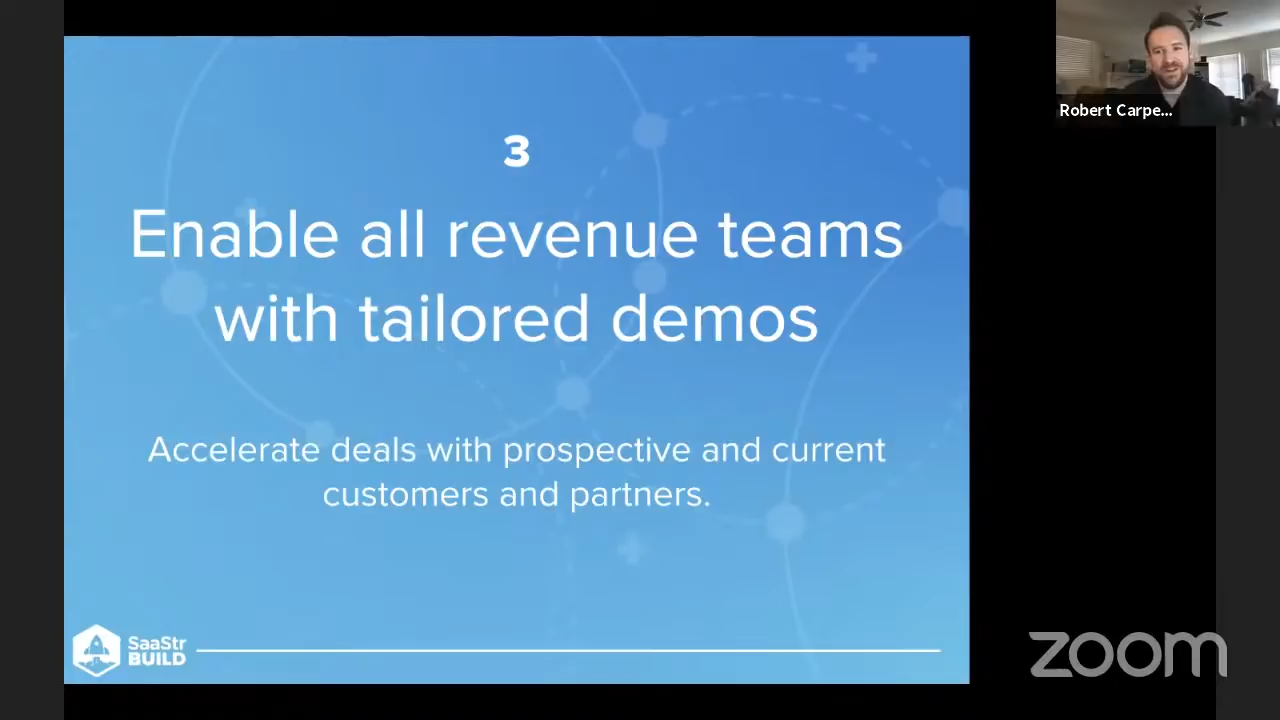 3
Enable all revenue teams
with tailored demos
Accelerate deals with prospective and current
customers and partners.
SaaStr
BUILD
Robert Carpe...
zoom